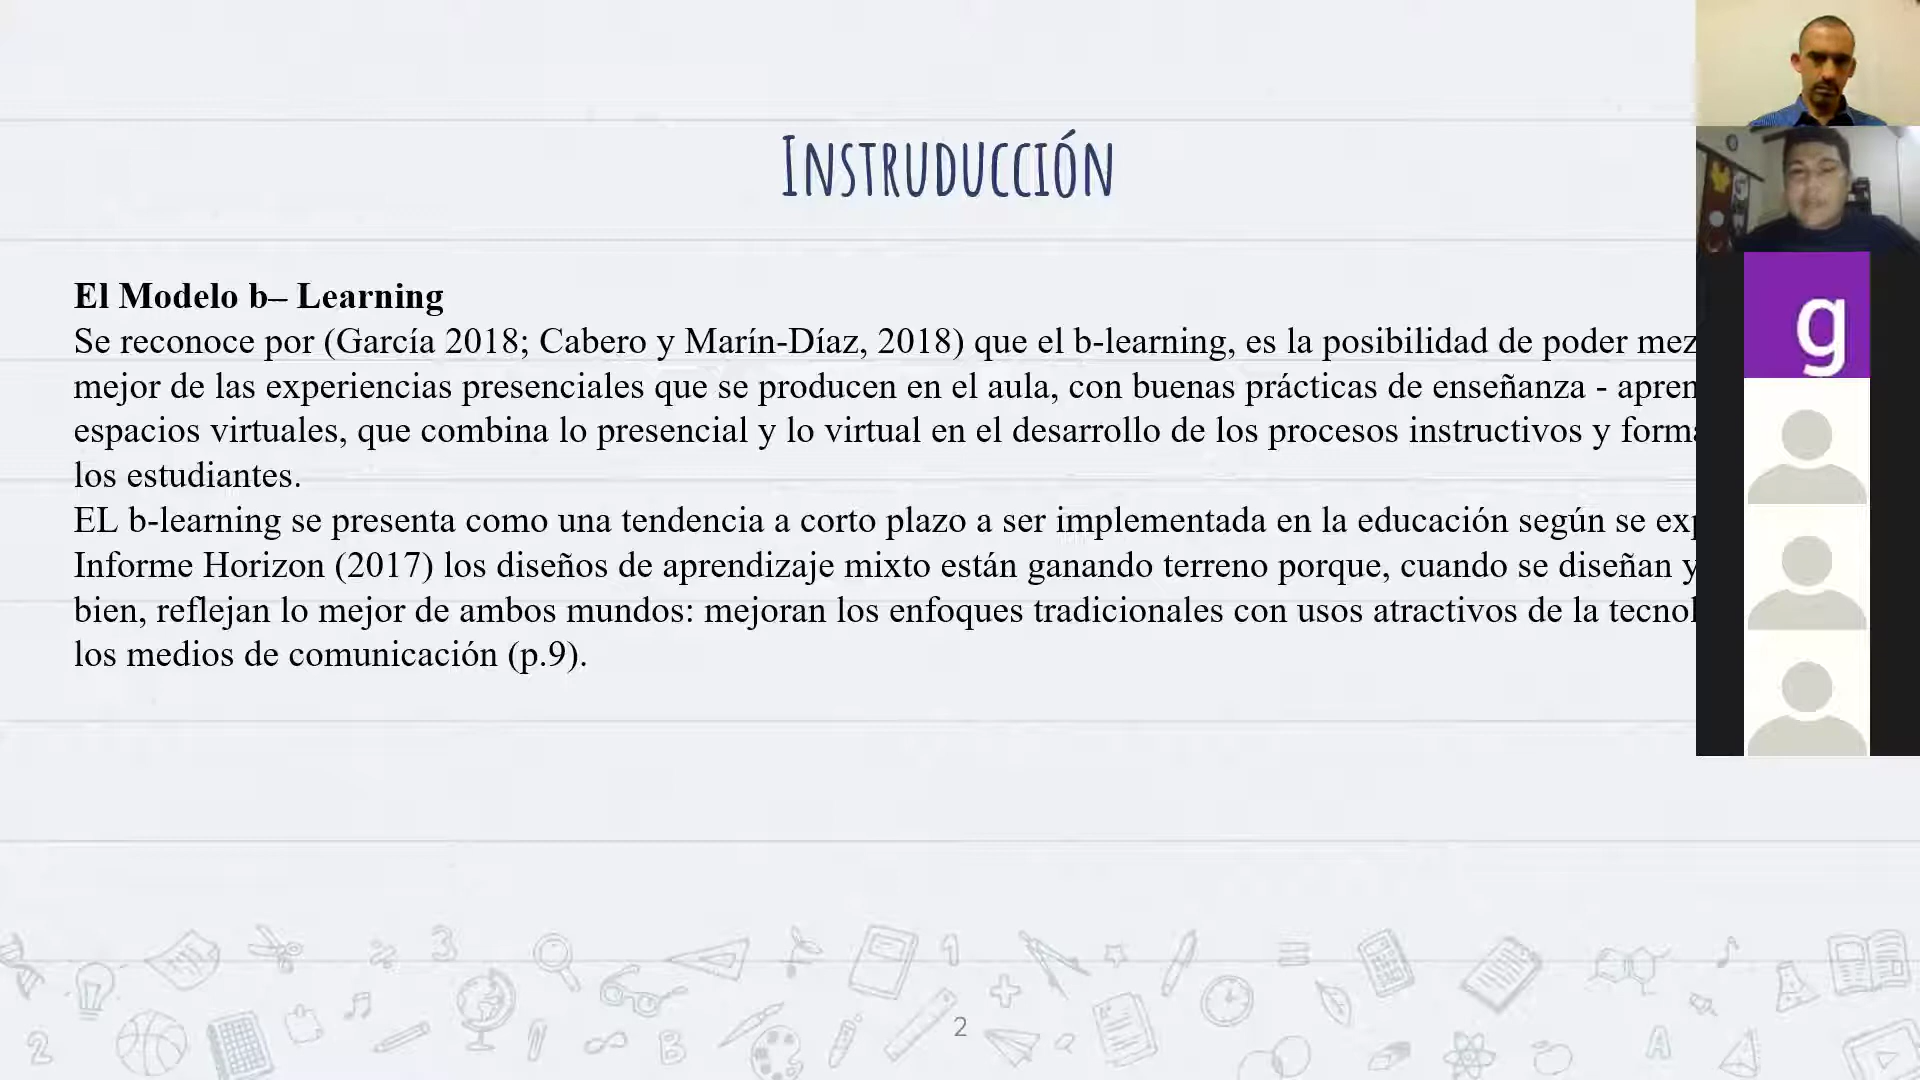 INSTRUDUCCIÓN
El Modelo b– Learning
Se reconoce por (García 2018; Cabero y Marín-Díaz, 2018) que el b-learning, es la posibilidad de poder
mejor de las experiencias presenciales que se producen en el aula, con buenas prácticas de enseñanza -
espacios virtuales, que combina lo presencial y lo virtual en el desarrollo de los procesos instructivos y
los estudiantes.
EL b-learning se presenta como una tendencia a corto plazo a ser implementada en la educación según se
Informe Horizon (2017) los diseños de aprendizaje mixto están ganando terreno porque, cuando se diseñan y
bien, reflejan lo mejor de ambos mundos: mejoran los enfoques tradicionales con usos atractivos de la
los medios de comunicación (p.9).
g
3
1
2
B
2
A